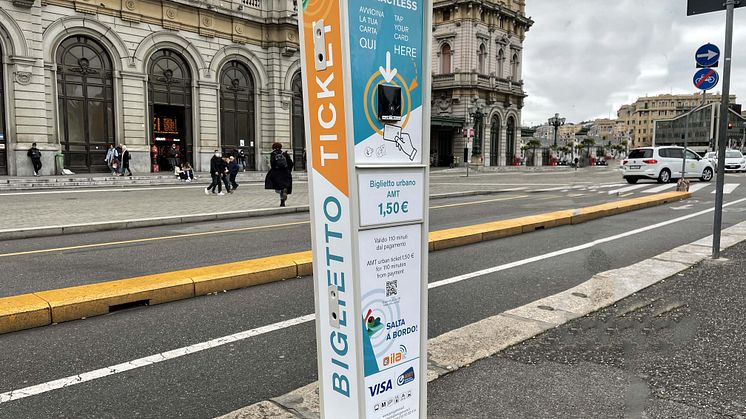 TICKET
BIGLIETTO
AVVICINA
LA TUA
CARTA
QUI
TAP
YOUR
CARD
HERE
Biglietto urbano
AMT
1,50€
Valido 110 minuti
dal pagamento
AMT urban ticket 1,50 €
for 110 minutes
from payment
SALTA
A BORDO!
VISA